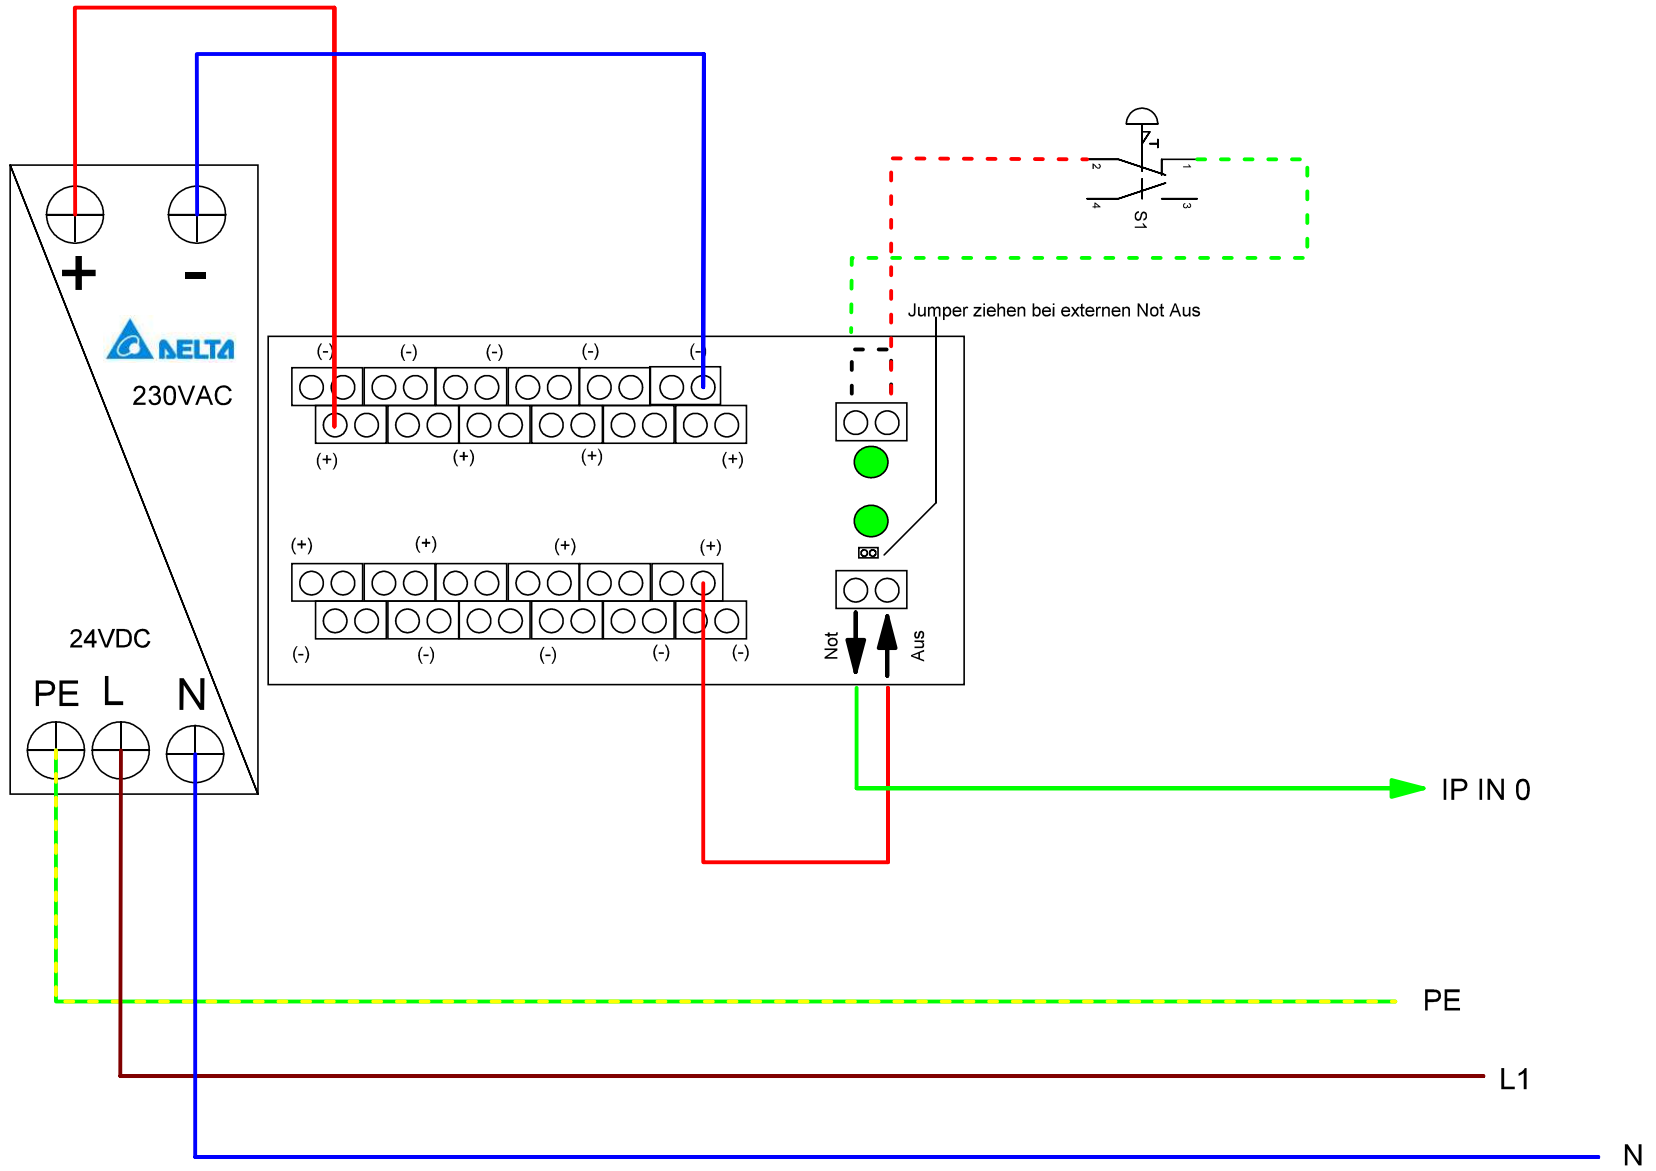 2
1
4
3
S1
+
-
DELTA
230VAC
Jumper ziehen bei externen Not Aus
(-)
(-)
(-)
(-)
(-)
(+)
(+)
(+)
(+)
(+)
(+)
(+)
(+)
24VDC
(-)
(-)
(-)
(-)
(-)
Not
Aus
PE
L
N
IP IN 0
PE
L1
N